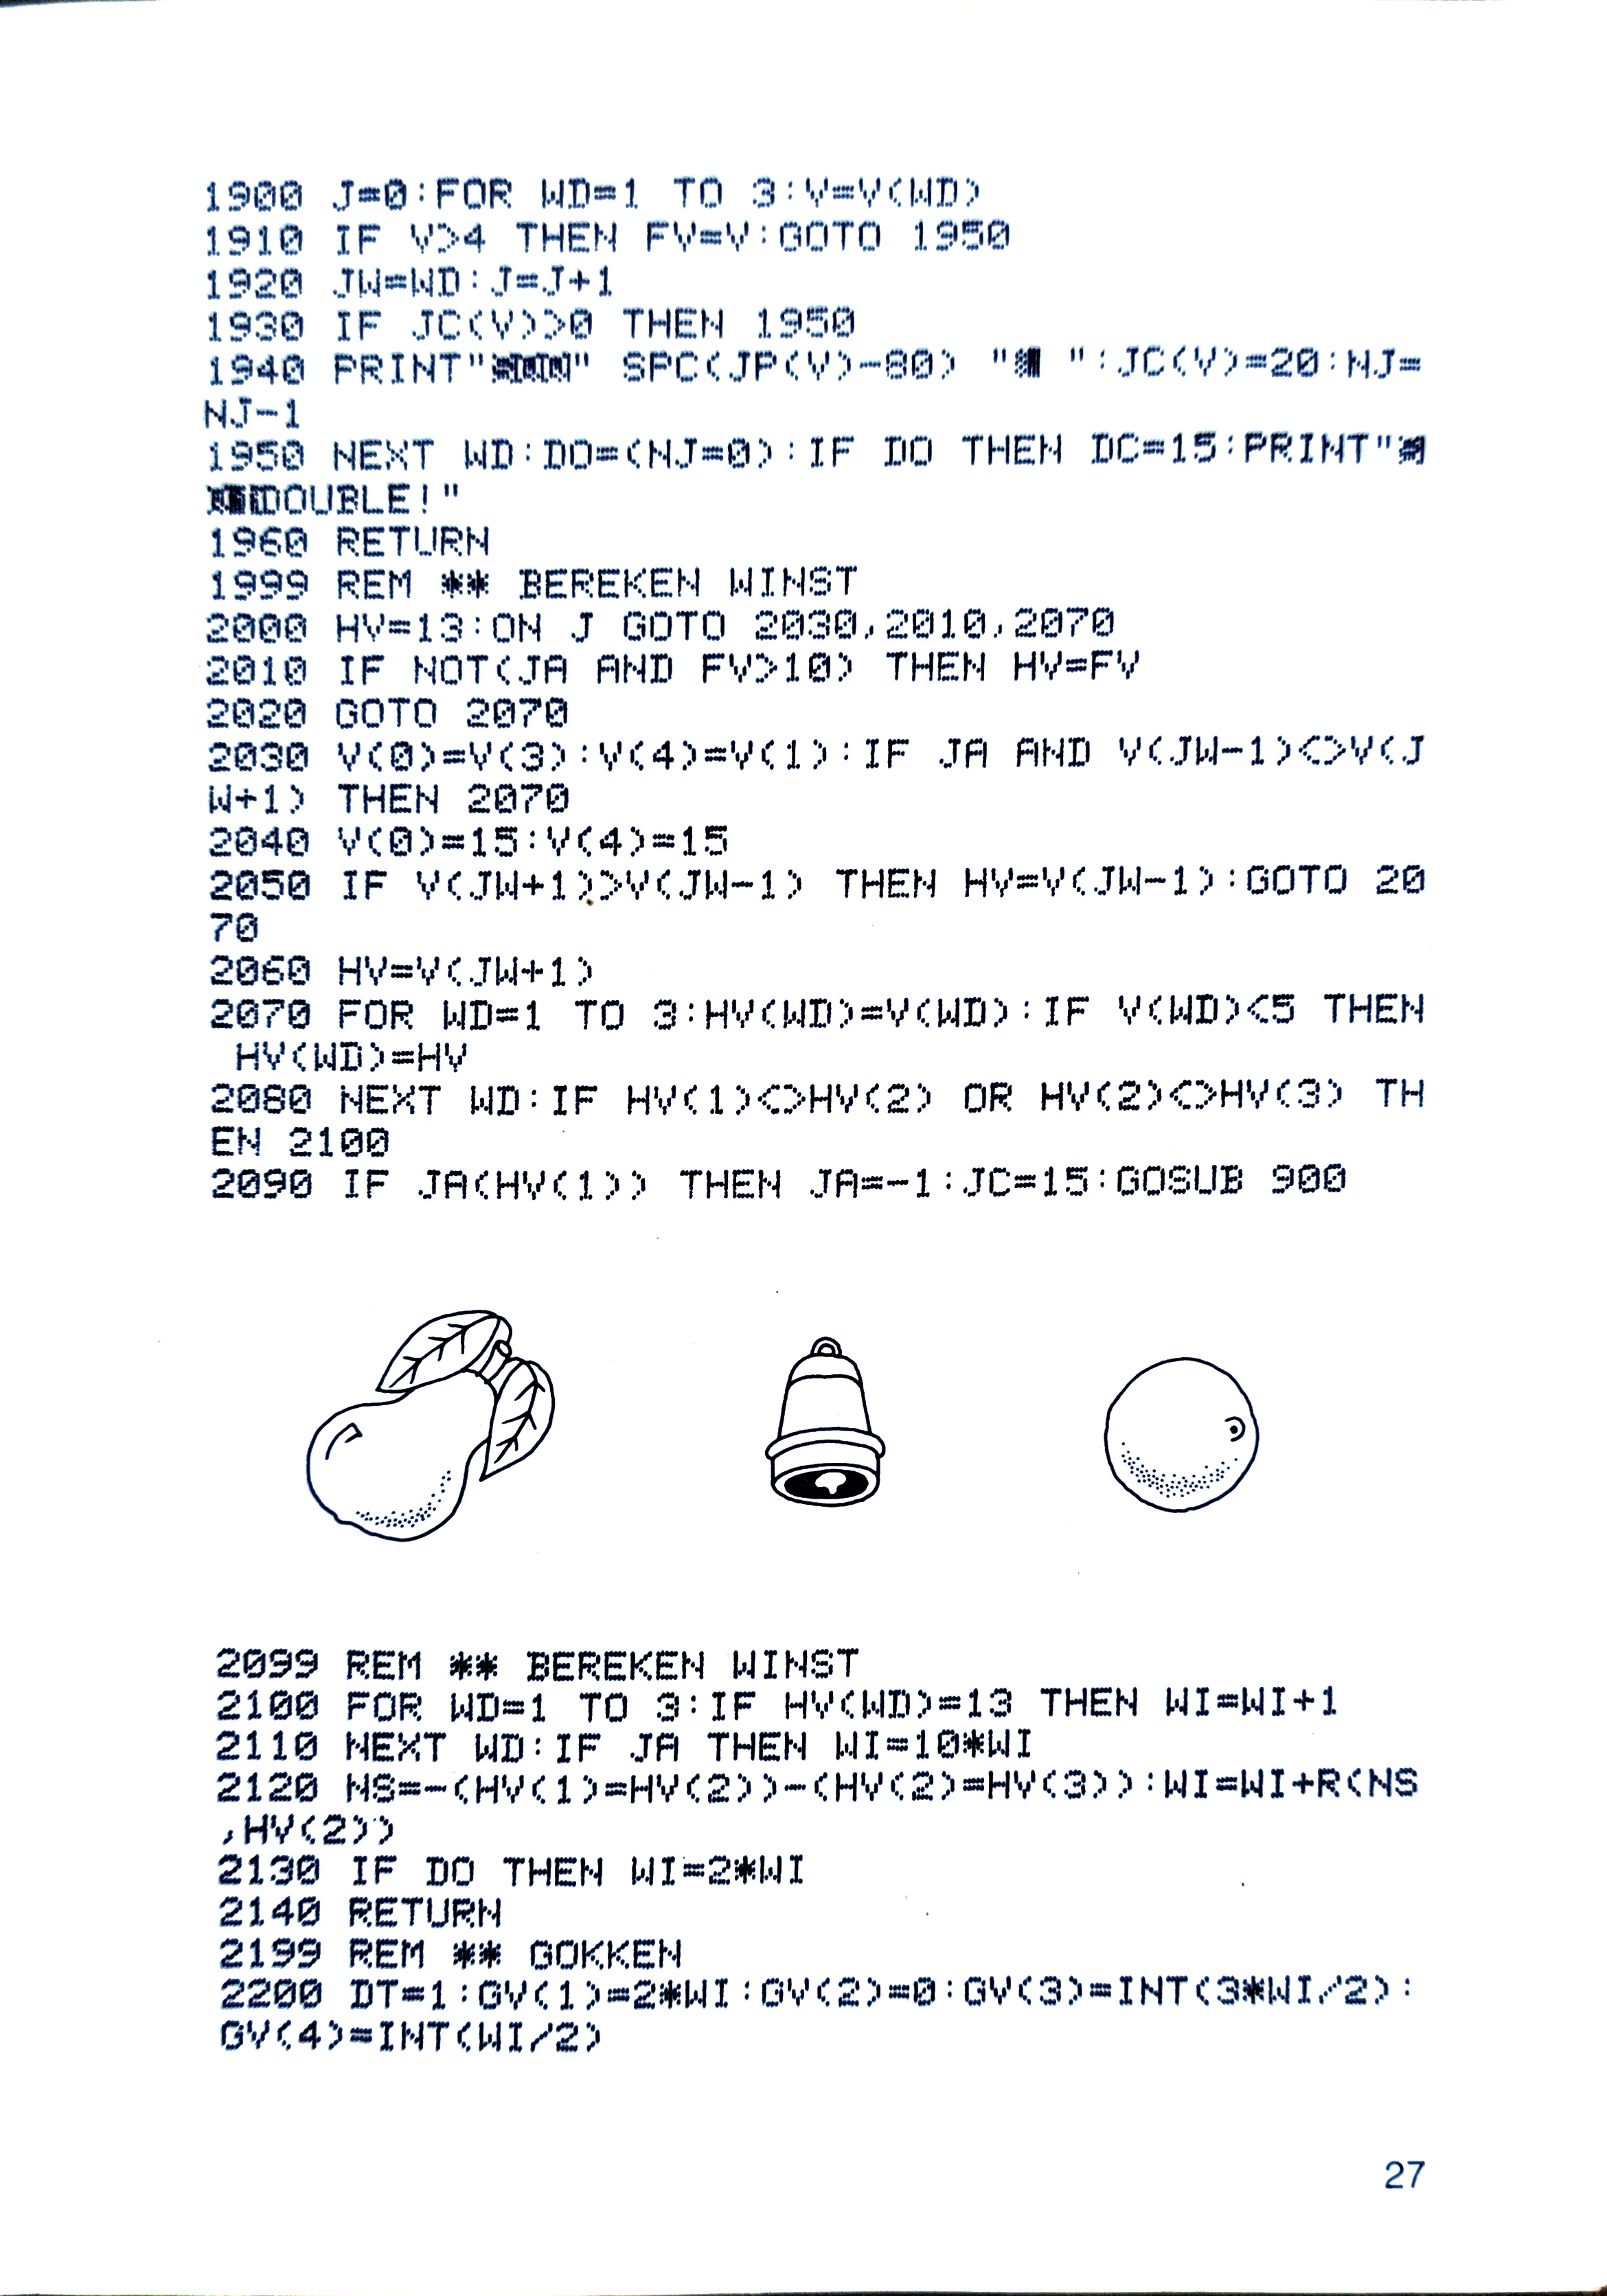 1900 J=0:FOR WD=1 TO 3:V=V(WD)
1910 IF V>4 THEN FV=V:GOTO 1950
1920 JW=WD:J=J+1
1930 IF JC(V)>0 THEN 1950
1940 PRINT"" SPC(JP(V)-80) " ":JC(V)=20:NJ=
NJ-1
1950 NEXT WD:DO=(NJ=0):IF DO THEN DC=15:PRINT"
DOUBLE!"
1960 RETURN
1999 REM ** BEREKEN WINST
2000 HV=13:ON J GOTO 2030,2010,2070
2010 IF NOT(JA AND FV>10) THEN HV=FV
2020 GOTO 2070
2030 V(0)=V(3):V(4)=V(1):IF JA AND V(JW-1)<>V(J
W+1) THEN 2070
2040 V(0)=15:V(4)=15
2050 IF V(JW+1)>V(JW-1) THEN HV=V(JW-1):GOTO 20
70
2060 HV=V(JW+1)
2070 FOR WD=1 TO 3:HV(WD)=V(WD):IF V(WD)<5 THEN
HV(WD)=HV
2080 NEXT WD:IF HV(1)<>HV(2) OR HV(2)<>HV(3) TH
EN 2100
2090 IF JA(HV(1)) THEN JA=-1:JC=15:GOSUB 900
2099 REM ** BEREKEN WINST
2100 FOR WD=1 TO 3:IF HV(WD)=13 THEN WI=WI+1
2110 NEXT WD:IF JA THEN WI=10*WI
2120 NS=-(HV(1)=HV(2))-(HV(2)=HV(3)):WI=WI+R(NS
,HV(2))
2130 IF DO THEN WI=2*WI
2140 RETURN
2199 REM ** GOKKEN
2200 DT=1:GV(1)=2*WI:GV(2)=0:GV(3)=INT(3*WI/2):
GV(4)=INT(WI/2)
27